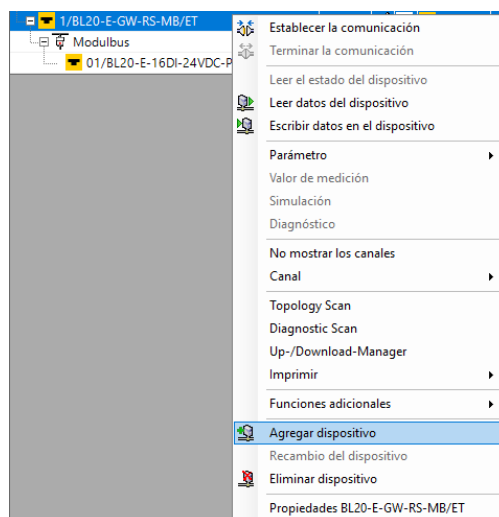 1/BL20-E-GW-RS-MB/ET
Modulbus
01/BL20-E-16DI-24VDC-P
Establecer la comunicación
Terminar la comunicación
Leer el estado del dispositivo
Leer datos del dispositivo
Escribir datos en el dispositivo
Parámetro
Valor de medición
Simulación
Diagnóstico
No mostrar los canales
Canal
Topology Scan
Diagnostic Scan
Up-/Download-Manager
Imprimir
Funciones adicionales
Agregar dispositivo
Recambio del dispositivo
Eliminar dispositivo
Propiedades BL20-E-GW-RS-MB/ET